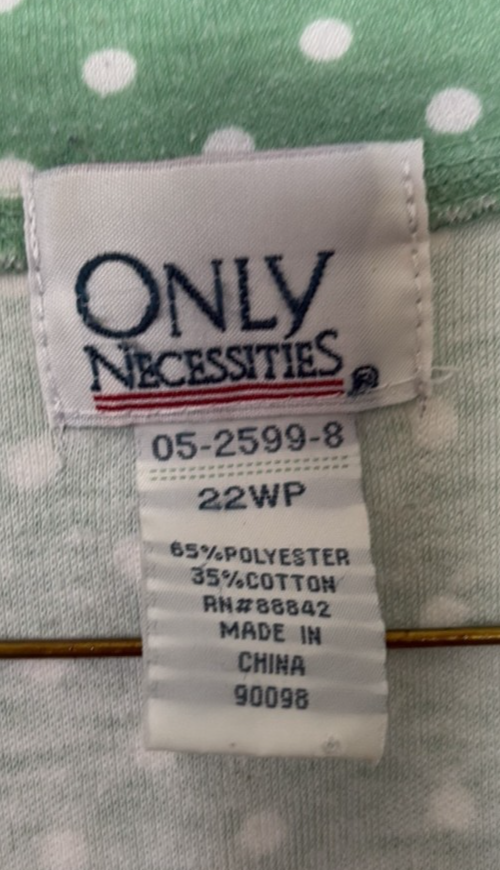 ONLY
NECESSITIES®
05-2599-8
22WP
65%POLYESTER
35%COTTON
RN#88842
MADE IN
CHINA
90098